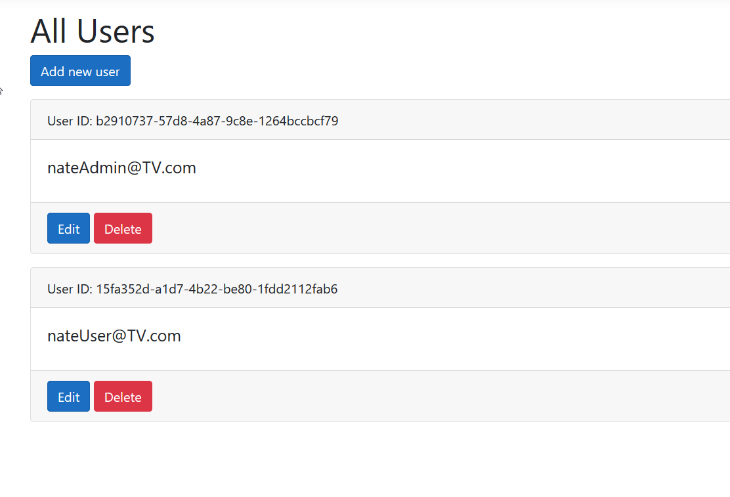 All Users
Add new user
User ID: b2910737-57d8-4a87-9c8e-1264bccbcf79
nateAdmin@TV.com
Edit Delete
User ID: 15fa352d-a1d7-4b22-be80-1fdd2112fab6
nateUser@TV.com
Edit Delete